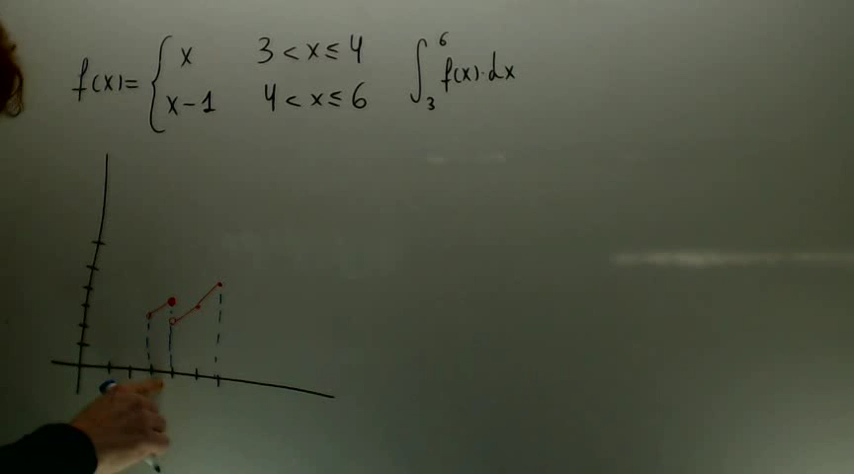 f(x)= { x 3 < x ≤ 4 ∫₃⁶ f(x)·dx
x-1 4 < x ≤ 6